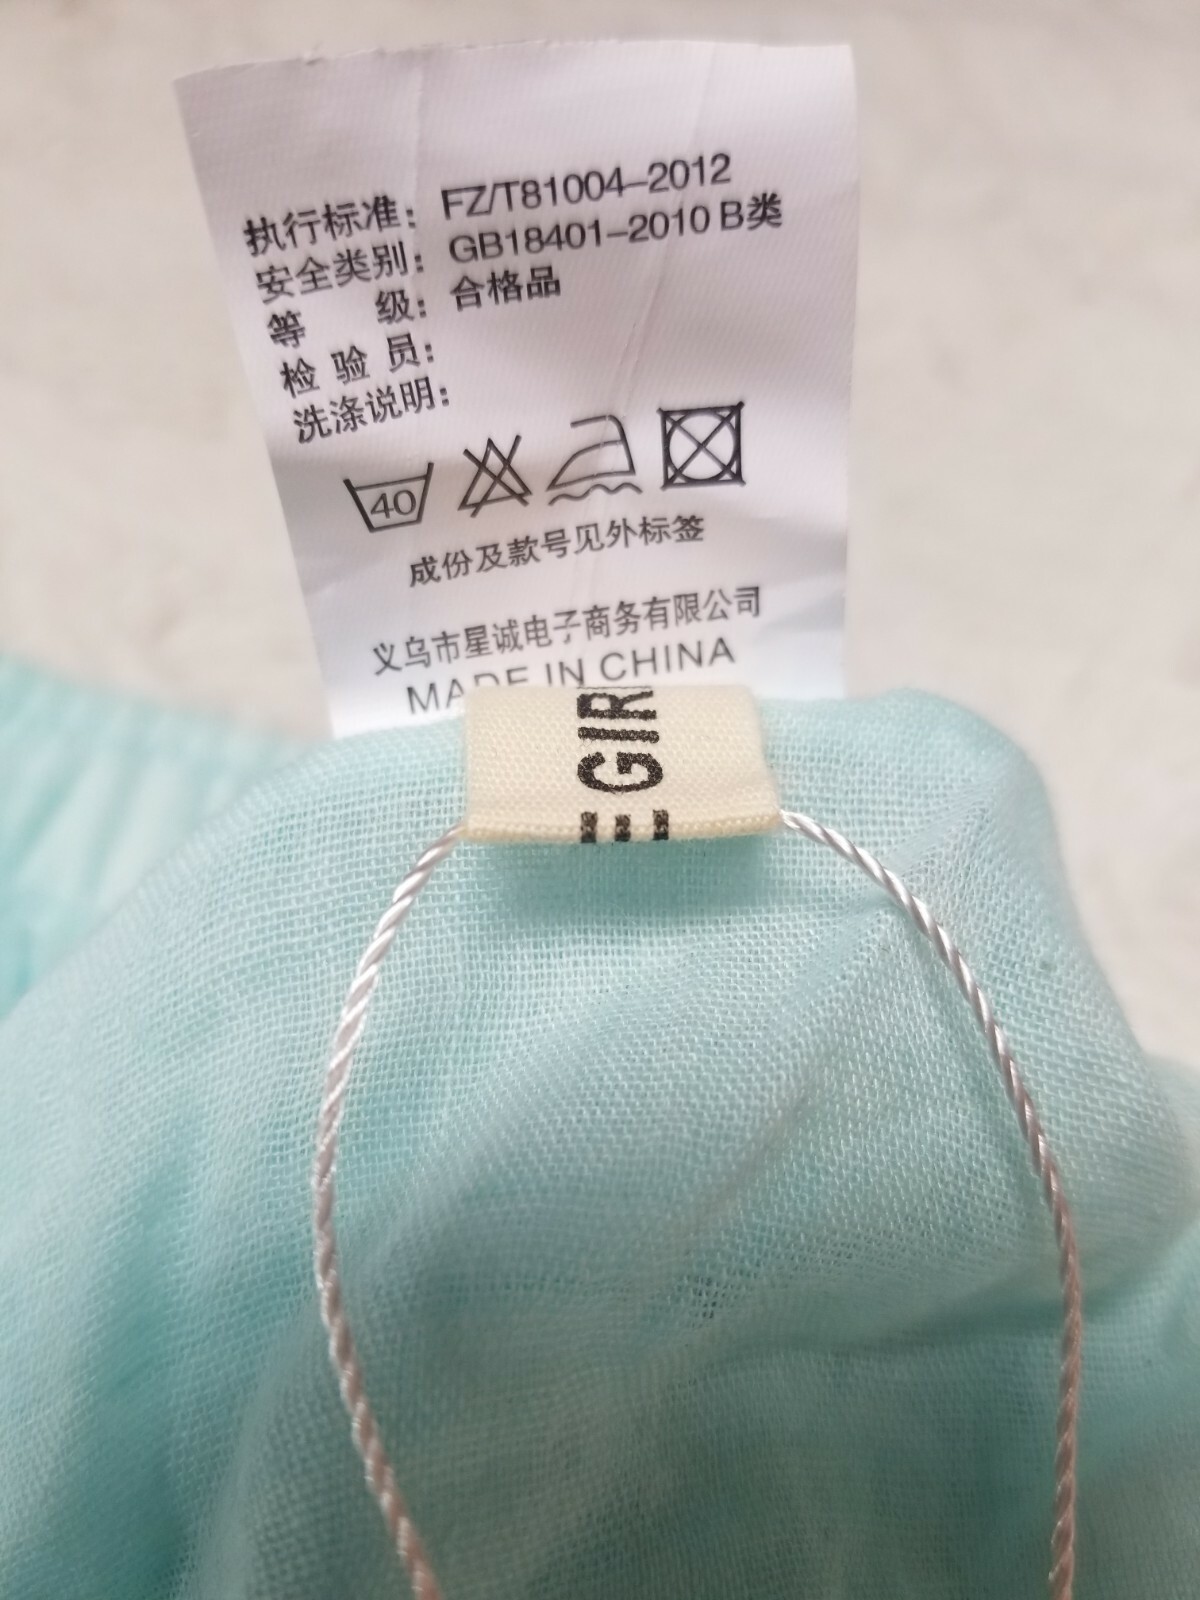 执行标准: FZ/T81004-2012
安全类别: GB18401-2010 B类
等 级: 合格品
检 验 员:
洗涤说明:
40
成份及款号见外标签
义乌市星诚电子商务有限公司
MADE IN CHINA
E GIR